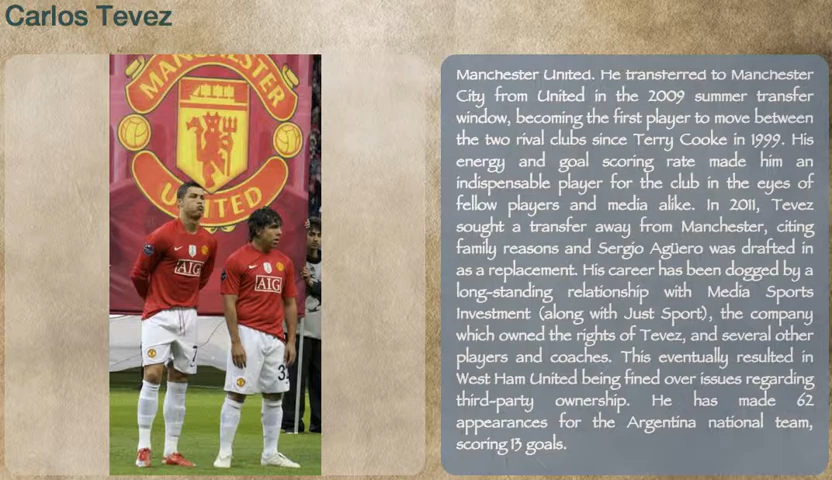 Carlos Tevez
MANCHESTER
UNITED
AIG
AIG
7
Manchester United. He transferred to Manchester
City from United in the 2009 summer transfer
window, becoming the first player to move between
the two rival clubs since Terry Cooke in 1999. His
energy and goal scoring rate made him an
indispensable player for the club in the eyes of
fellow players and media alike. In 2011, Tevez
sought a transfer away from Manchester, citing
family reasons and Sergio Agüero was drafted in
as a replacement. His career has been dogged by a
long-standing relationship with Media Sports
Investment (along with Just Sport), the company
which owned the rights of Tevez, and several other
players and coaches. This eventually resulted in
West Ham United being fined over issues regarding
third-party ownership. He has made 62
appearances for the Argentina national team,
scoring 13 goals.